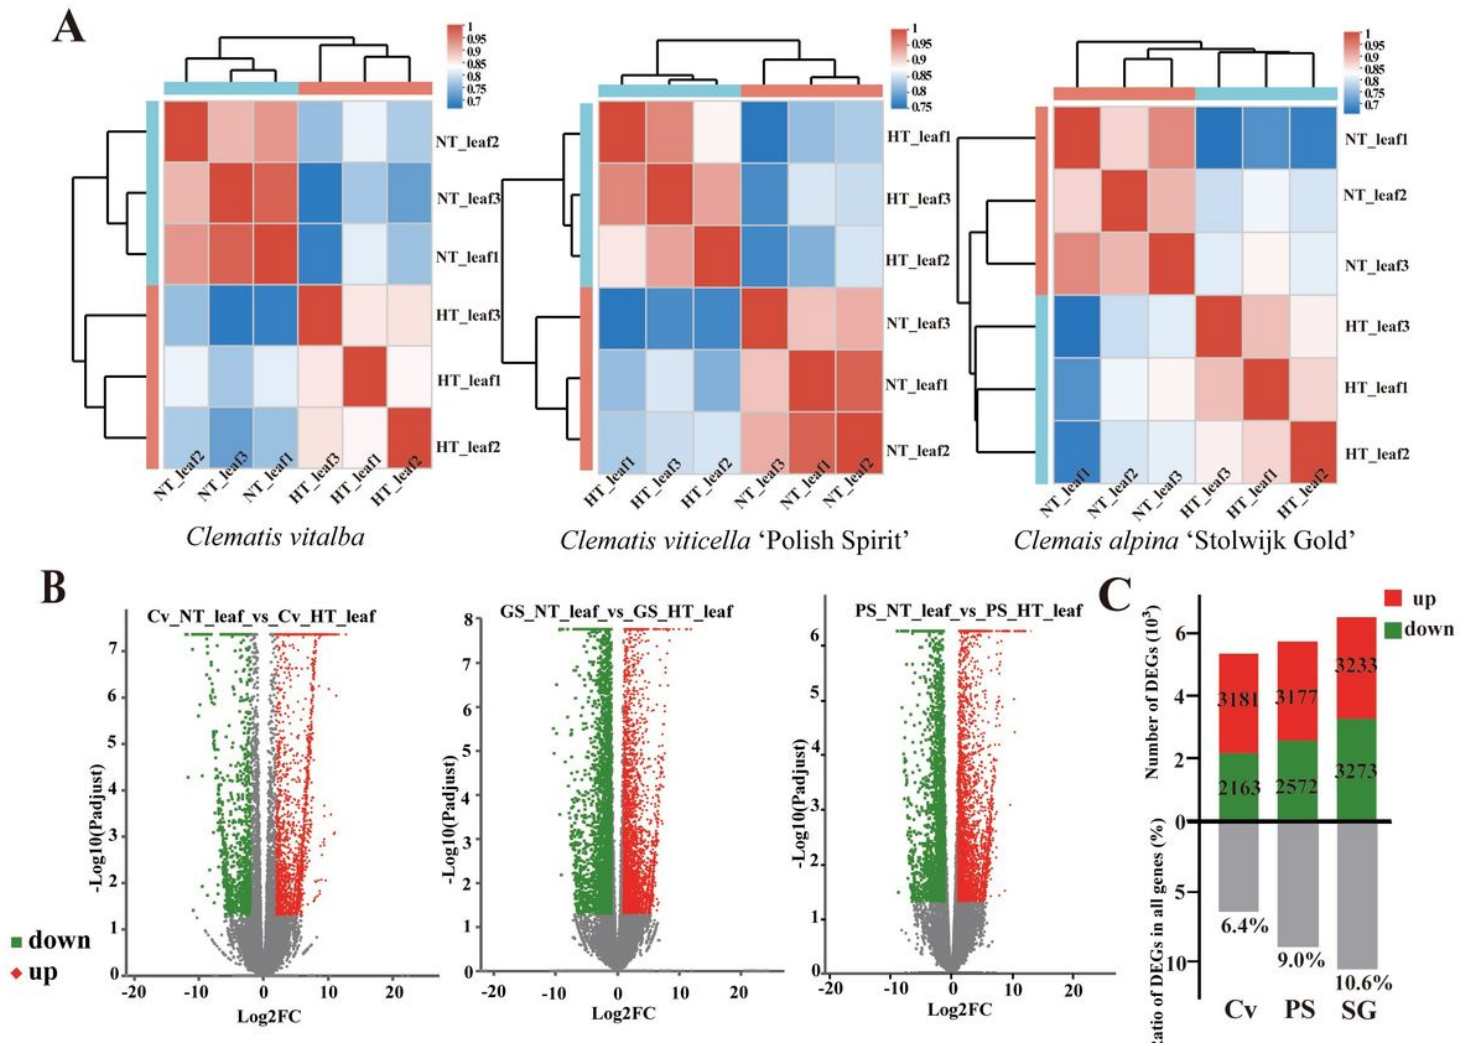 A
1
0.95
0.9
0.85
0.8
0.75
0.7
NT_leaf2
NT_leaf3
NT_leaf1
HT_leaf3
HT_leaf1
HT_leaf2
NT_leaf2
NT_leaf3
NT_leaf1
HT_leaf3
HT_leaf1
HT_leaf2
Clematis vitalba
1
0.95
0.9
0.85
0.8
0.75
HT_leaf1
HT_leaf3
HT_leaf2
NT_leaf3
NT_leaf1
NT_leaf2
HT_leaf1
HT_leaf3
HT_leaf2
NT_leaf3
NT_leaf1
NT_leaf2
Clematis viticella ‘Polish Spirit’
1
0.95
0.9
0.85
0.8
0.75
0.7
NT_leaf1
NT_leaf2
NT_leaf3
HT_leaf3
HT_leaf1
HT_leaf2
NT_leaf1
NT_leaf2
NT_leaf3
HT_leaf3
HT_leaf1
HT_leaf2
Clemais alpina ‘Stolwijk Gold’
B
Cv_NT_leaf_vs_Cv_HT_leaf
-Log10(Padjust)
7
6
5
4
3
2
1
0
-20
-10
0
10
20
Log2FC
down
up
GS_NT_leaf_vs_GS_HT_leaf
-Log10(Padjust)
8
7
6
5
4
3
2
1
0
-20
-10
0
10
20
Log2FC
PS_NT_leaf_vs_PS_HT_leaf
-Log10(Padjust)
6
5
4
3
2
1
0
-20
-10
0
10
20
Log2FC
C
up
down
Number of DEGs (10³)
6
4
2
0
3181
3177
3233
2163
2572
3273
of DEGs in all genes (%)
5
10
6.4%
9.0%
10.6%
Cv
PS
SG